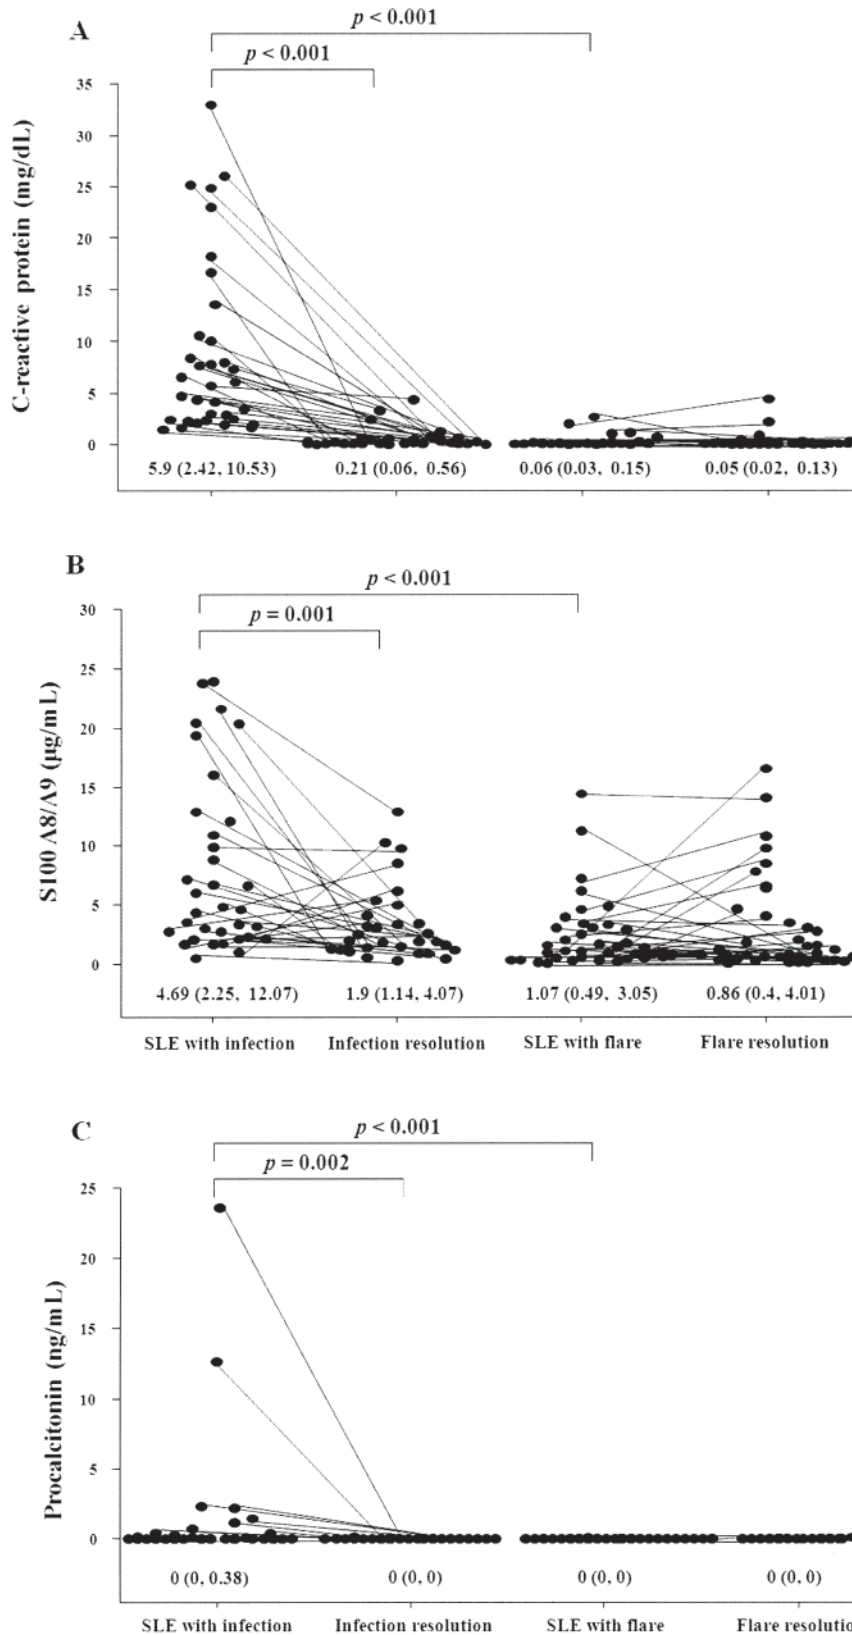 A
p < 0.001
p < 0.001
C-reactive protein (mg/dL)
35
30
25
20
15
10
5
0
5.9 (2.42, 10.53)
0.21 (0.06, 0.56)
0.06 (0.03, 0.15)
0.05 (0.02, 0.13)
B
p < 0.001
p = 0.001
S100 A8/A9 (µg/mL)
30
25
20
15
10
5
0
4.69 (2.25, 12.07)
1.9 (1.14, 4.07)
1.07 (0.49, 3.05)
0.86 (0.4, 4.01)
SLE with infection
Infection resolution
SLE with flare
Flare resolution
C
p < 0.001
p = 0.002
Procalcitonin (ng/mL)
25
20
15
10
5
0
0 (0, 0.38)
0 (0, 0)
0 (0, 0)
0 (0, 0)
SLE with infection
Infection resolution
SLE with flare
Flare resolutio